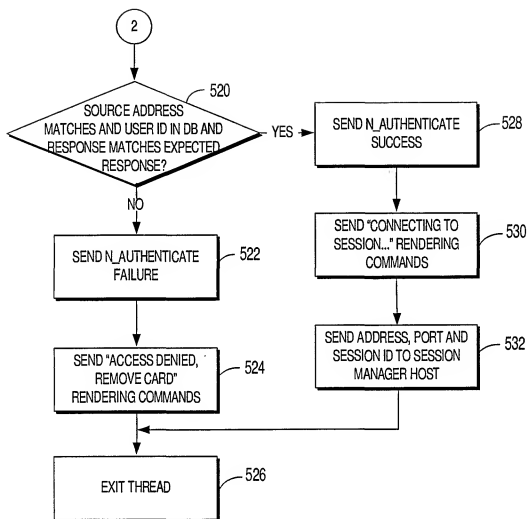 2
520
SOURCE ADDRESS
MATCHES AND USER ID IN DB AND
RESPONSE MATCHES EXPECTED
RESPONSE?
YES
NO
SEND N_AUTHENTICATE
SUCCESS
528
SEND N_AUTHENTICATE
FAILURE
522
SEND "CONNECTING TO
SESSION..." RENDERING
COMMANDS
530
SEND "ACCESS DENIED,
REMOVE CARD"
RENDERING COMMANDS
524
SEND ADDRESS, PORT AND
SESSION ID TO SESSION
MANAGER HOST
532
EXIT THREAD
526